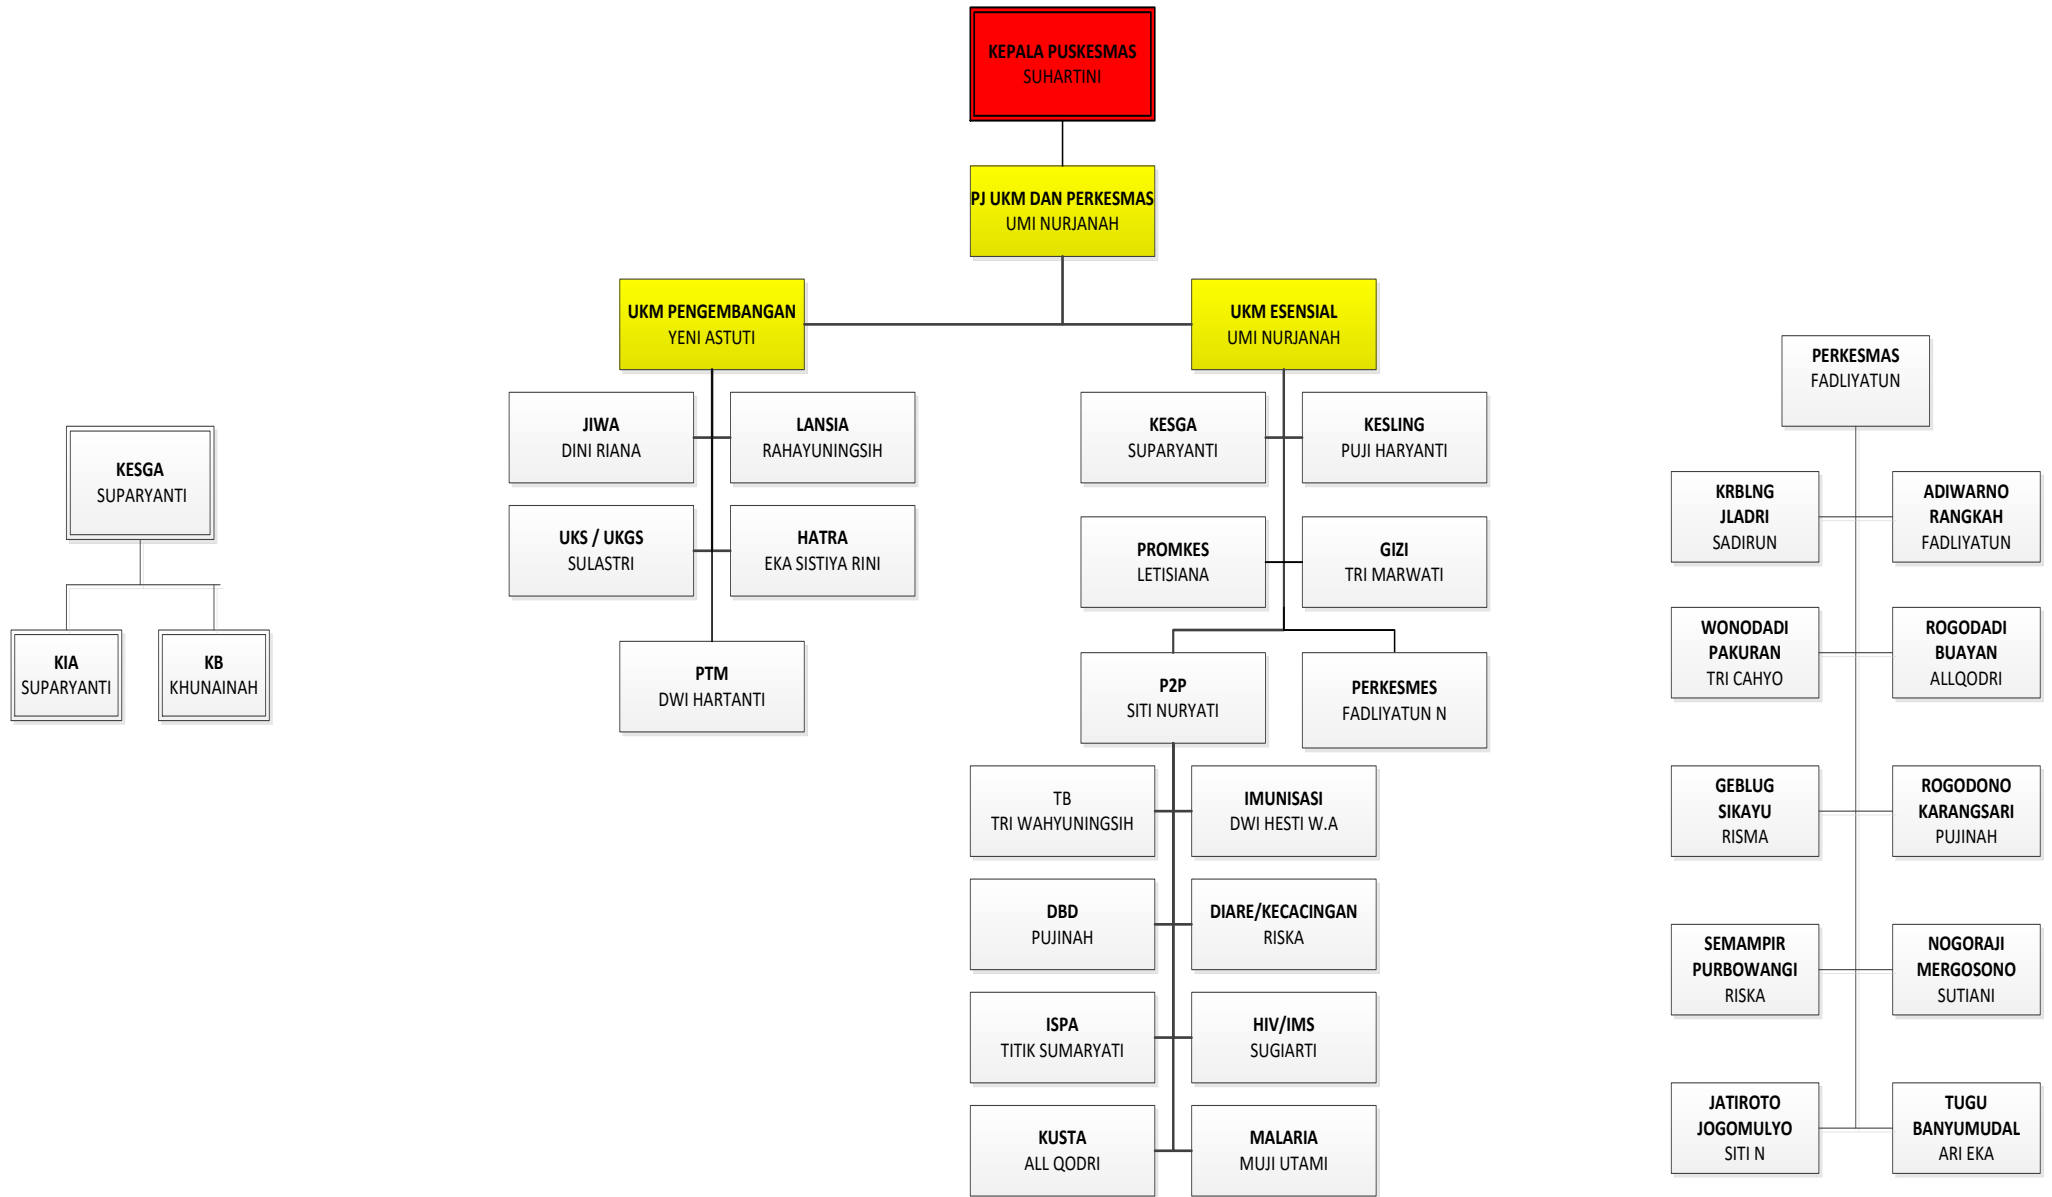 KEPALA PUSKESMAS
SUHARTINI
PJ UKM DAN PERKESMAS
UMI NURJANAH
UKM PENGEMBANGAN
YENI ASTUTI
UKM ESENSIAL
UMI NURJANAH
JIWA
DINI RIANA
LANSIA
RAHAYUNINGSIH
UKS / UKGS
SULASTRI
HATRA
EKA SISTIYA RINI
PTM
DWI HARTANTI
KESGA
SUPARYANTI
KESLING
PUJI HARYANTI
PROMKES
LETISIANA
GIZI
TRI MARWATI
P2P
SITI NURYATI
PERKESMES
FADLIYATUN N
TB
TRI WAHYUNINGSIH
IMUNISASI
DWI HESTI W.A
DBD
PUJINAH
DIARE/KECACINGAN
RISKA
ISPA
TITIK SUMARYATI
HIV/IMS
SUGIARTI
KUSTA
ALL QODRI
MALARIA
MUJI UTAMI
KESGA
SUPARYANTI
KIA
SUPARYANTI
KB
KHUNAINAH
PERKESMAS
FADLIYATUN
KRBLNG
JLADRI
SADIRUN
ADIWARNO
RANGKAH
FADLIYATUN
WONODADI
PAKURAN
TRI CAHYO
ROGODADI
BUAYAN
ALLQODRI
GEBLUG
SIKAYU
RISMA
ROGODONO
KARANGSARI
PUJINAH
SEMAMPIR
PURBOWANGI
RISKA
NOGORAJI
MERGOSONO
SUTIANI
JATIROTO
JOGOMULYO
SITI N
TUGU
BANYUMUDAL
ARI EKA